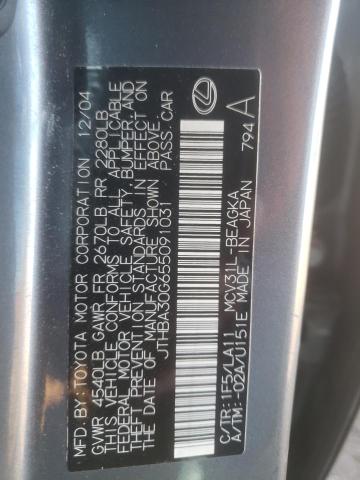 MFD. BY: TOYOTA MOTOR CORPORATION 12/04
GVWR 4540LB GAWR FR 2670LB RR 2280LB
THIS VEHICLE CONFORMS TO ALL APPLICABLE
FEDERAL MOTOR VEHICLE SAFETY, BUMPER, AND
THEFT PREVENTION STANDARDS IN EFFECT ON
THE DATE OF MANUFACTURE SHOWN ABOVE.
JTHBA30G655091031 PASS. CAR
C/TR: 1F5/LA11 MCV31L-BEAGKA
A/TM: -02A/U151E MADE IN JAPAN
794 A